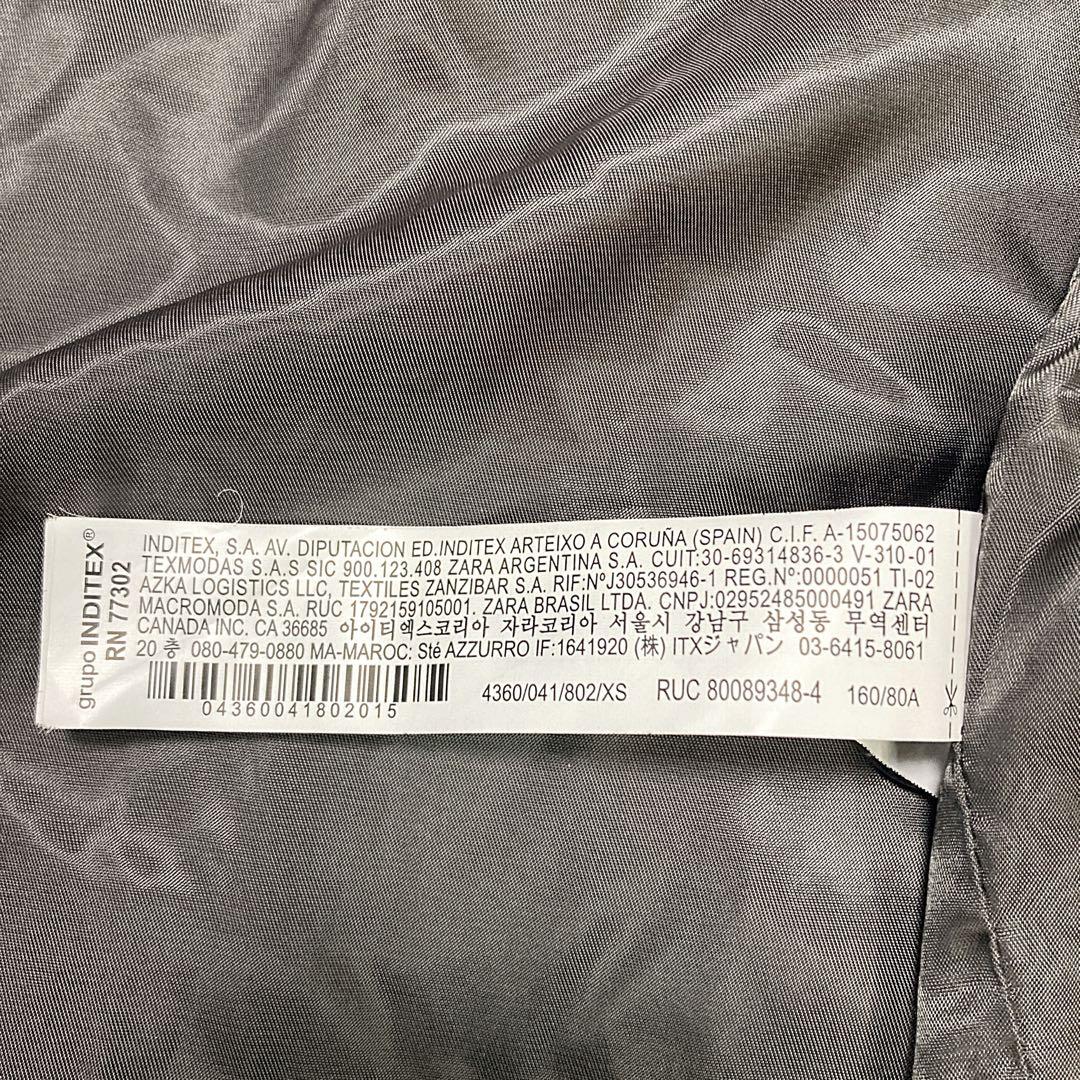 grupo INDITEX®
RN 77302
INDITEX, S.A. AV. DIPUTACION ED.INDITEX ARTEIXO A CORUÑA (SPAIN) C.I.F. A-15075062
TEXMODAS S.A.S SIC 900.123.408 ZARA ARGENTINA S.A. CUIT:30-69314836-3 V-310-01
AZKA LOGISTICS LLC, TEXTILES ZANZIBAR S.A. RIF:NºJ30536946-1 REG.Nº:0000051 TI-02
MACROMODA S.A. RUC 1792159105001. ZARA BRASIL LTDA. CNPJ:02952485000491 ZARA
CANADA INC. CA 36685 아이티엑스코리아 자라코리아 서울시 강남구 삼성동 무역센터
20 층 080-479-0880 MA-MAROC: Sté AZZURRO IF:1641920 (株) ITXジャパン 03-6415-8061
04360041802015
4360/041/802/XS RUC 80089348-4 160/80A